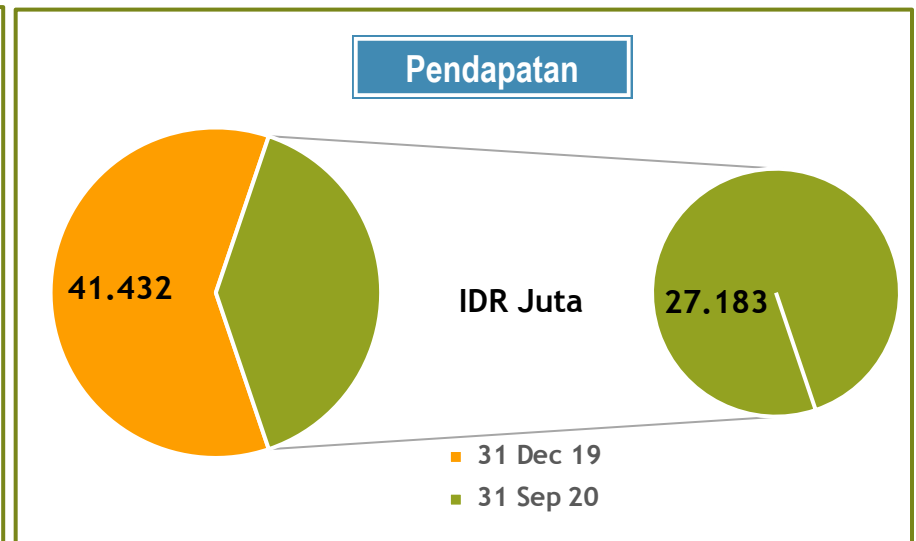 Pendapatan
41.432
IDR Juta
27.183
31 Dec 19
31 Sep 20